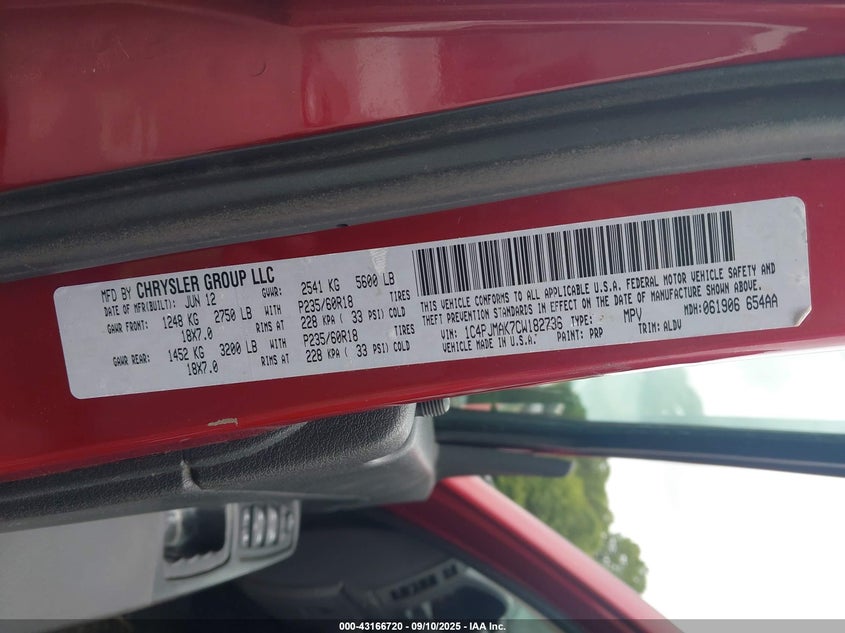 MFD BY CHRYSLER GROUP LLC
DATE OF MFR(BUILT): JUN 12 GVWR: 2541 KG 5600 LB
GAWR FRONT: 1248 KG 2750 LB WITH P235/60R18 TIRES
18X7.0 RIMS AT 228 KPA ( 33 PSI) COLD
GAWR REAR: 1452 KG 3200 LB WITH P235/60R18 TIRES
18X7.0 RIMS AT 228 KPA ( 33 PSI) COLD
THIS VEHICLE CONFORMS TO ALL APPLICABLE U.S.A. FEDERAL MOTOR VEHICLE SAFETY AND
THEFT PREVENTION STANDARDS IN EFFECT ON THE DATE OF MANUFACTURE SHOWN ABOVE.
VIN: 1C4PJMAK7CW182736 TYPE: MPV MDH: 061906 654AA
VEHICLE MADE IN U.S.A. PAINT: PRP TRIM: ALDV
000-43166720 - 09/10/2025 - IAAI.COM